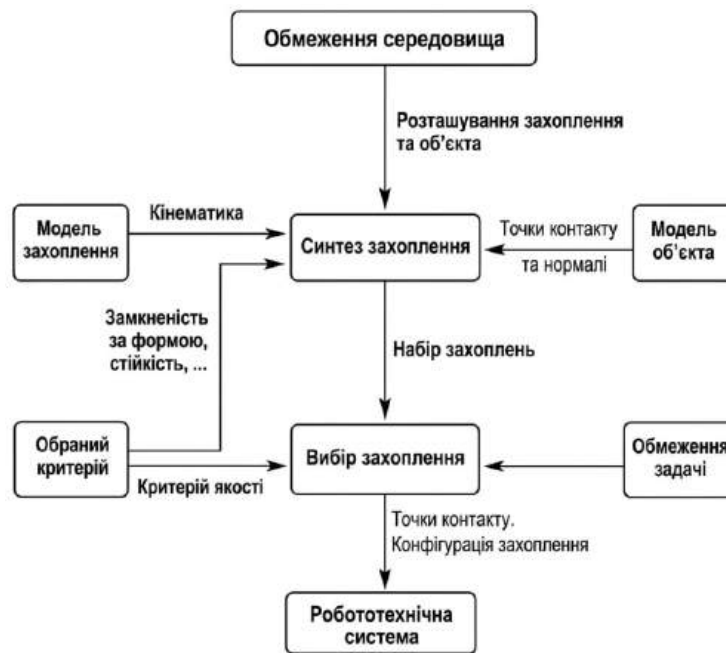 Обмеження середовища
Розташування захоплення
та об’єкта
Модель
захоплення
Кінематика
Синтез захоплення
Точки контакту
та нормалі
Модель
об’єкта
Замкненість
за формою,
стійкість, ...
Набір захоплень
Обраний
критерій
Критерій якості
Вибір захоплення
Обмеження
задачі
Точки контакту.
Конфігурація захоплення
Робототехнічна
система